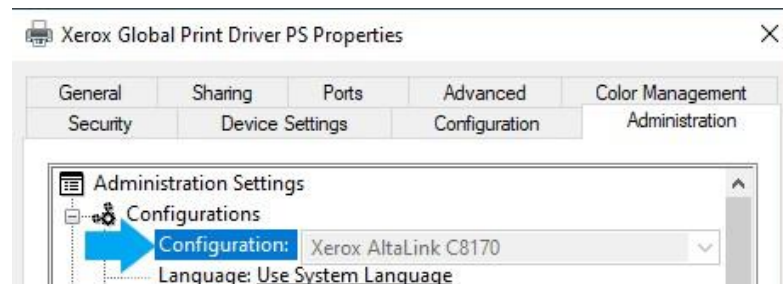 Xerox Global Print Driver PS Properties
General Sharing Ports Advanced Color Management
Security Device Settings Configuration Administration
Administration Settings
Configurations
Configuration: Xerox AltaLink C8170
Language: Use System Language